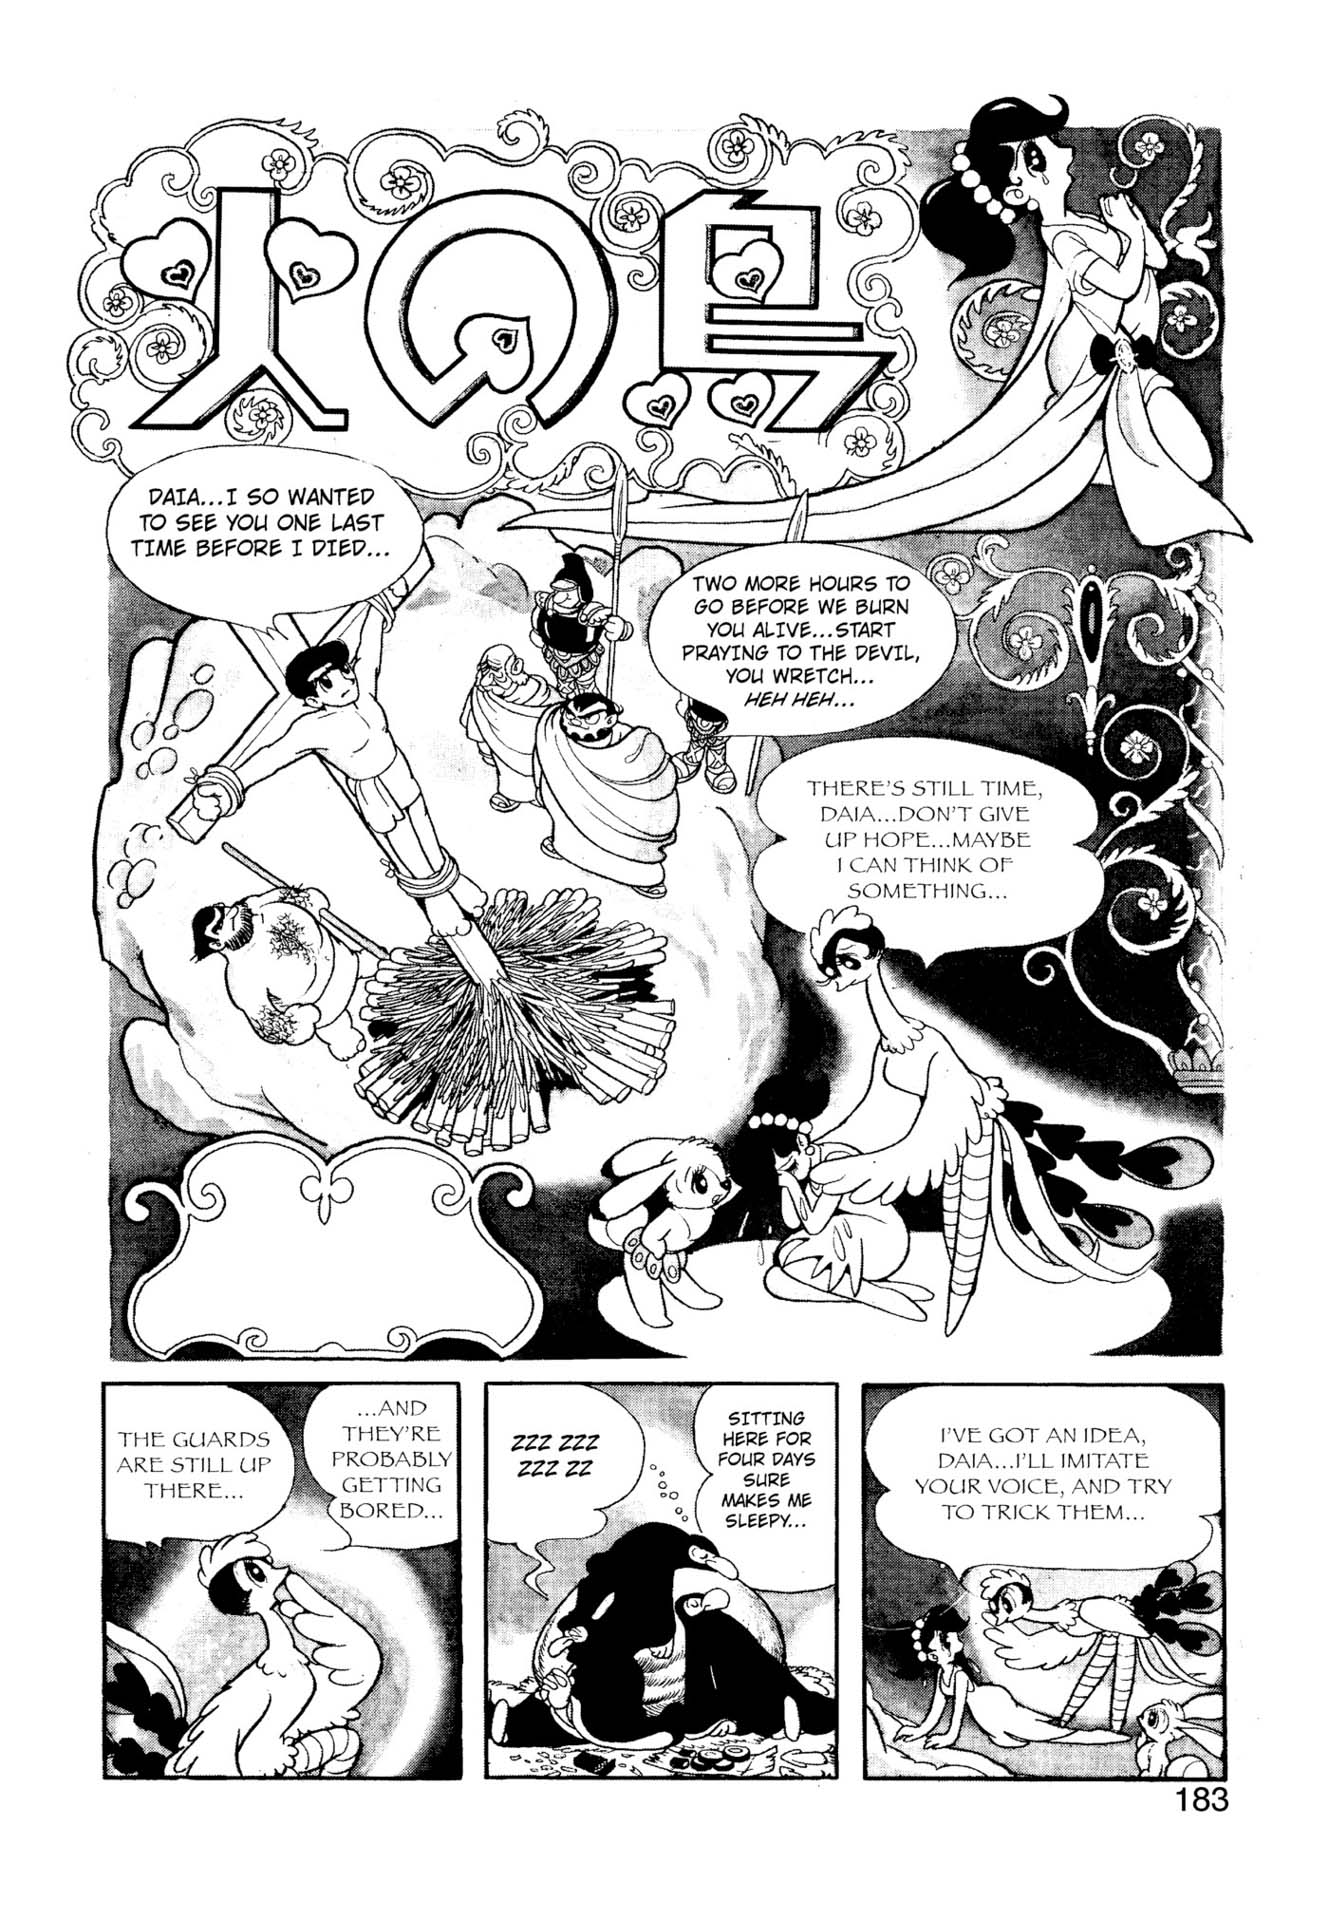 火の鳥
DAIA...I SO WANTED
TO SEE YOU ONE LAST
TIME BEFORE I DIED...
TWO MORE HOURS TO
GO BEFORE WE BURN
YOU ALIVE...START
PRAYING TO THE DEVIL,
YOU WRETCH...
HEH HEH...
THERE'S STILL TIME,
DAIA...DON'T GIVE
UP HOPE...MAYBE
I CAN THINK OF
SOMETHING...
THE GUARDS
ARE STILL UP
THERE...
...AND
THEY'RE
PROBABLY
GETTING
BORED...
ZZZ ZZZ
ZZZ ZZ
SITTING
HERE FOR
FOUR DAYS
SURE
MAKES ME
SLEEPY...
I'VE GOT AN IDEA,
DAIA...I'LL IMITATE
YOUR VOICE, AND TRY
TO TRICK THEM...
183